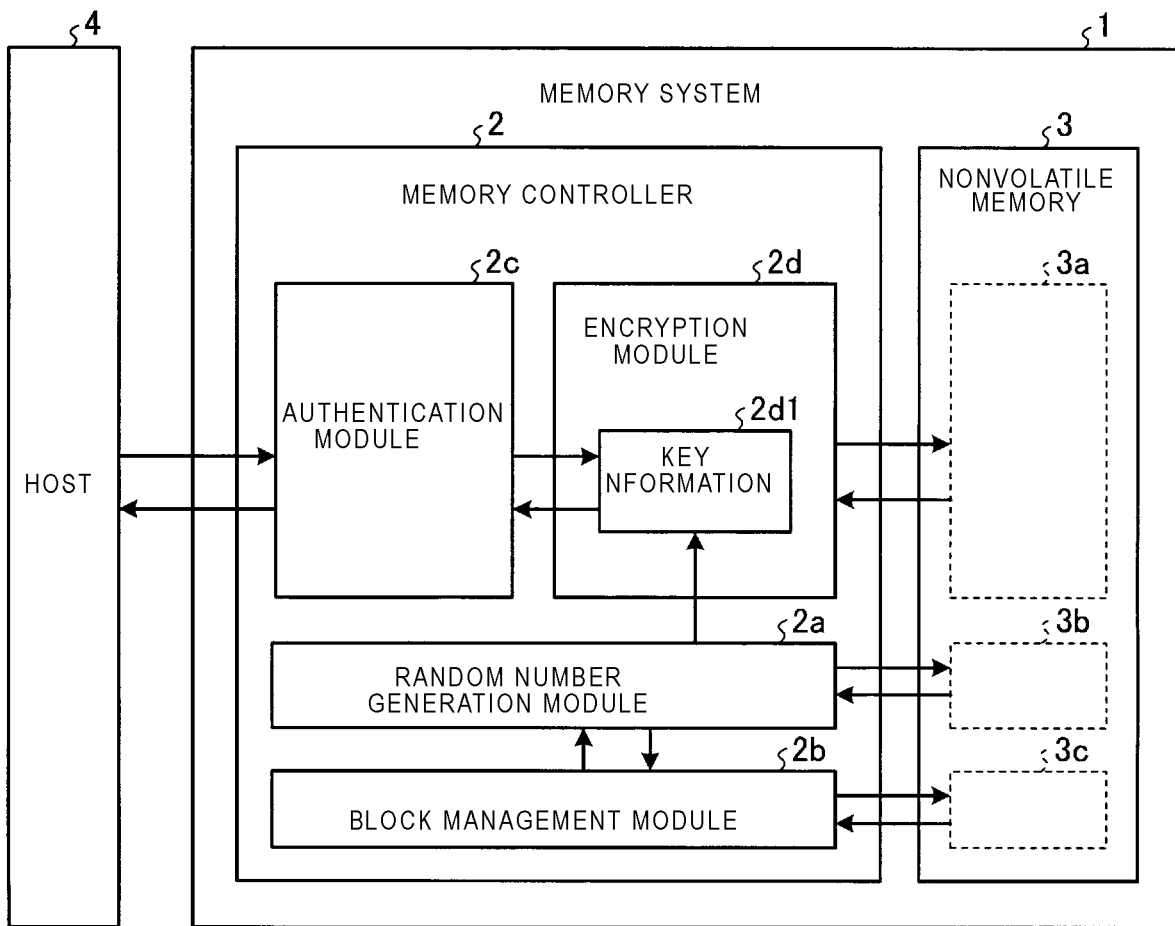 4
1
MEMORY SYSTEM
2
3
MEMORY CONTROLLER
NONVOLATILE
MEMORY
2c
2d
3a
ENCRYPTION
MODULE
2d1
AUTHENTICATION
MODULE
KEY
NFORMATION
HOST
2a
3b
RANDOM NUMBER
GENERATION MODULE
2b
3c
BLOCK MANAGEMENT MODULE